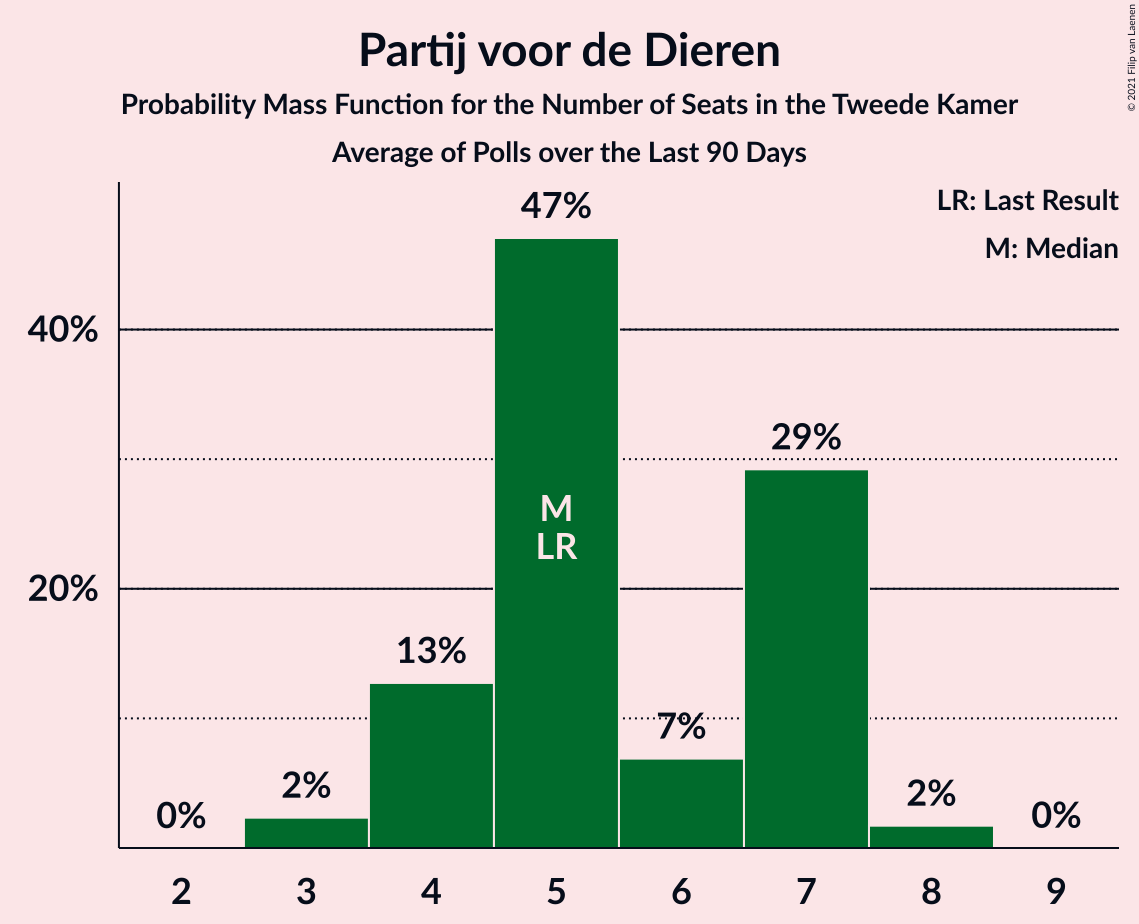 Partij voor de Dieren
Probability Mass Function for the Number of Seats in the Tweede Kamer
Average of Polls over the Last 90 Days
© 2021 Filip van Laenen
LR: Last Result
M: Median
47%
40%
29%
M
LR
20%
13%
7%
2%
2%
0%
0%
2 3 4 5 6 7 8 9